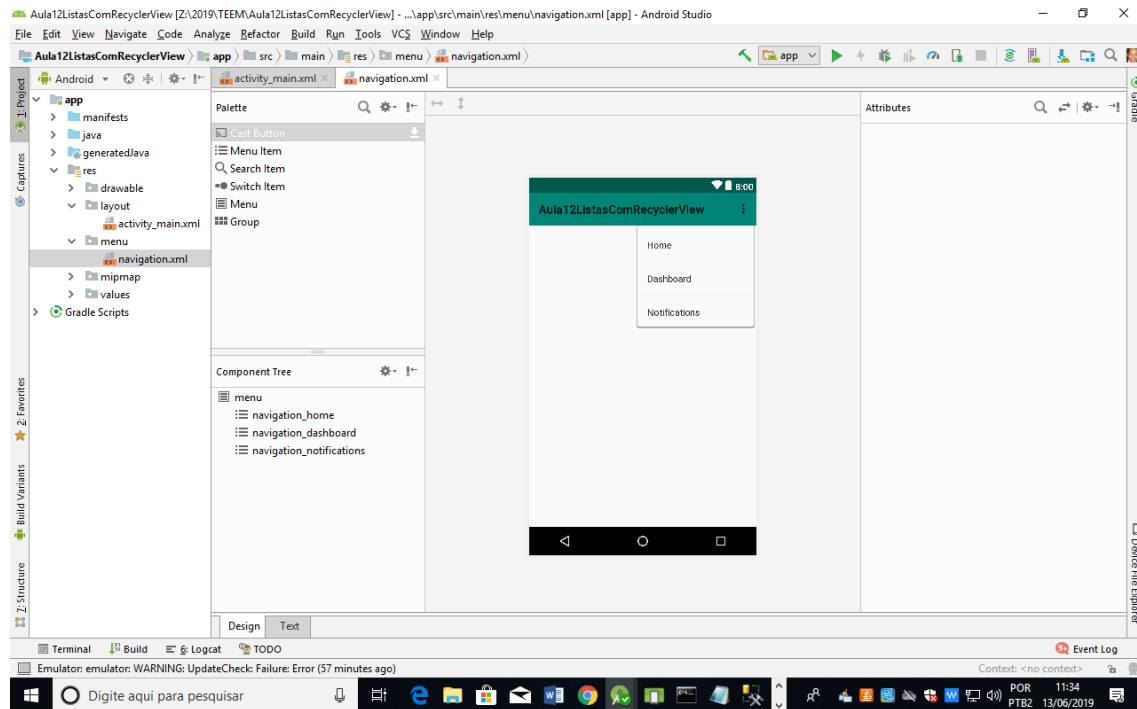 Aula12ListasComRecyclerView [Z:\2019\TEEM\Aula12ListasComRecyclerView] - ...\app\src\main\res\menu\navigation.xml [app] - Android Studio
File Edit View Navigate Code Analyze Refactor Build Run Tools VCS Window Help
Aula12ListasComRecyclerView app src main res menu navigation.xml app
1: Project
Captures
2: Favorites
Build Variants
7: Structure
Android
app
manifests
java
generatedJava
res
drawable
layout
activity_main.xml
menu
navigation.xml
mipmap
values
Gradle Scripts
activity_main.xml navigation.xml
Palette
Cast Button
Menu Item
Search Item
Switch Item
Menu
Group
Component Tree
menu
navigation_home
navigation_dashboard
navigation_notifications
8:00
Aula12ListasComRecyclerView
Home
Dashboard
Notifications
Attributes
Gradle
Device File Explorer
Design Text
Terminal Build 6: Logcat TODO Event Log
Emulator: emulator: WARNING: UpdateCheck: Failure: Error (57 minutes ago) Context: <no context>
Digite aqui para pesquisar
POR 11:34
PTB2 13/06/2019